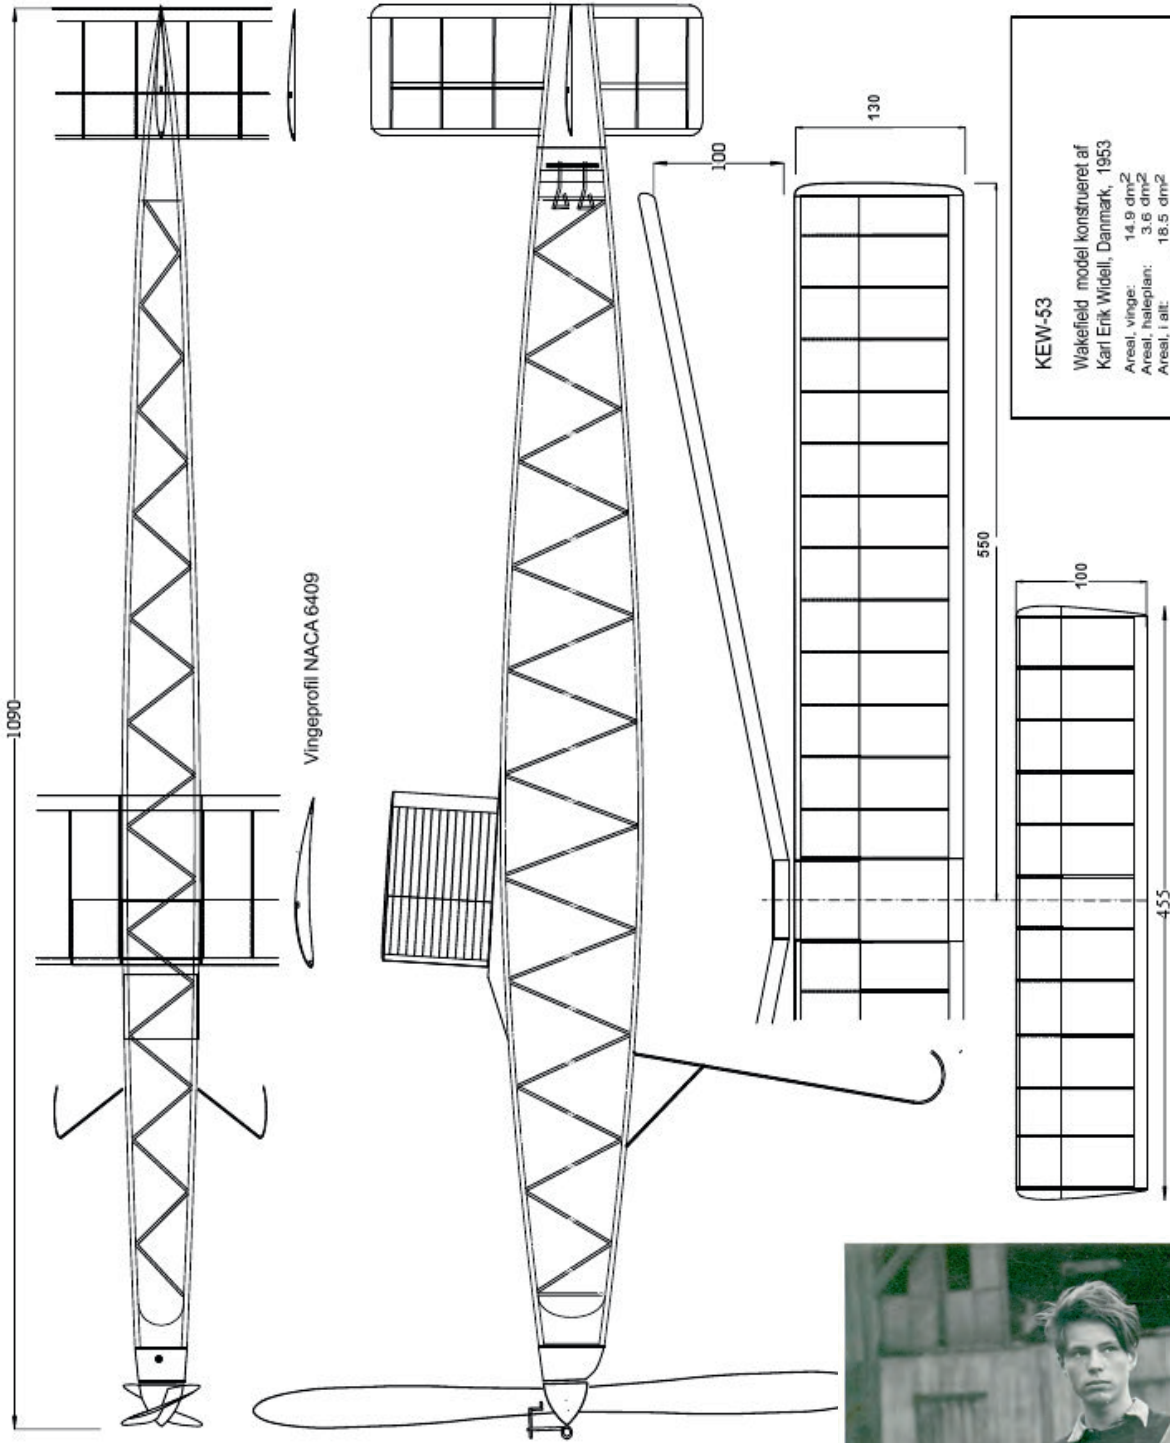 1090
Vingeprofil NACA 6409
100
130
550
100
455
KEW-53
Wakefield model konstrueret af
Karl Erik Widell, Danmark, 1953
Areal, vinge: 14.9 dm²
Areal, haleplan: 3.6 dm²
Areal, i alt: 18.5 dm²